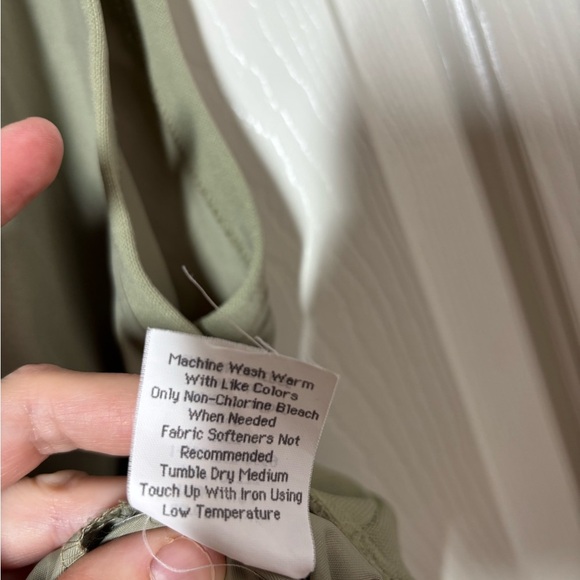 Machine Wash Warm
With Like Colors
Only Non-Chlorine Bleach
When Needed
Fabric Softeners Not
Recommended
Tumble Dry Medium
Touch Up With Iron Using
Low Temperature